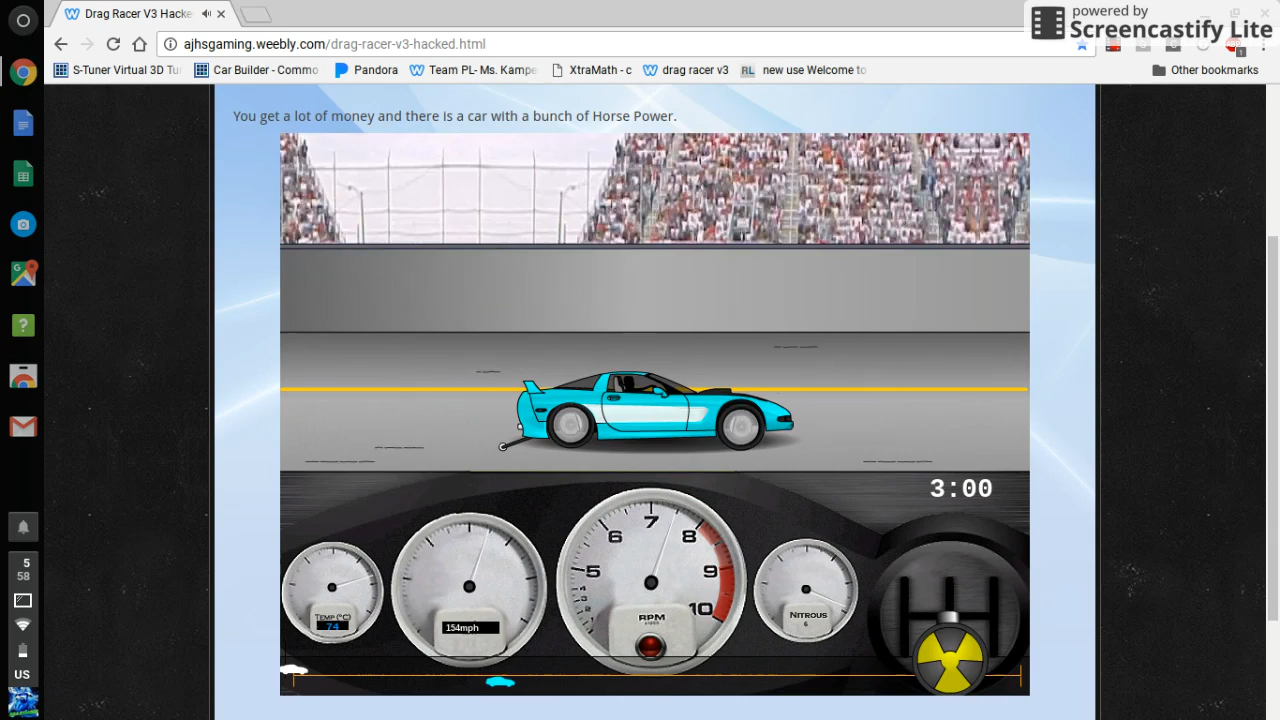 Drag Racer V3 Hacke
powered by
Screencastify Lite
ajhsgaming.weebly.com/drag-racer-v3-hacked.html
S-Tuner Virtual 3D Tu
Car Builder - Commo
Pandora
Team PL- Ms. Kampe
XtraMath - c
drag racer v3
RL new use Welcome to
Other bookmarks
You get a lot of money and there is a car with a bunch of Horse Power.
3:00
5 6 7 8 9 10
RPM
TEMP (°C)
74
154mph
NITROUS
6
5
58
US